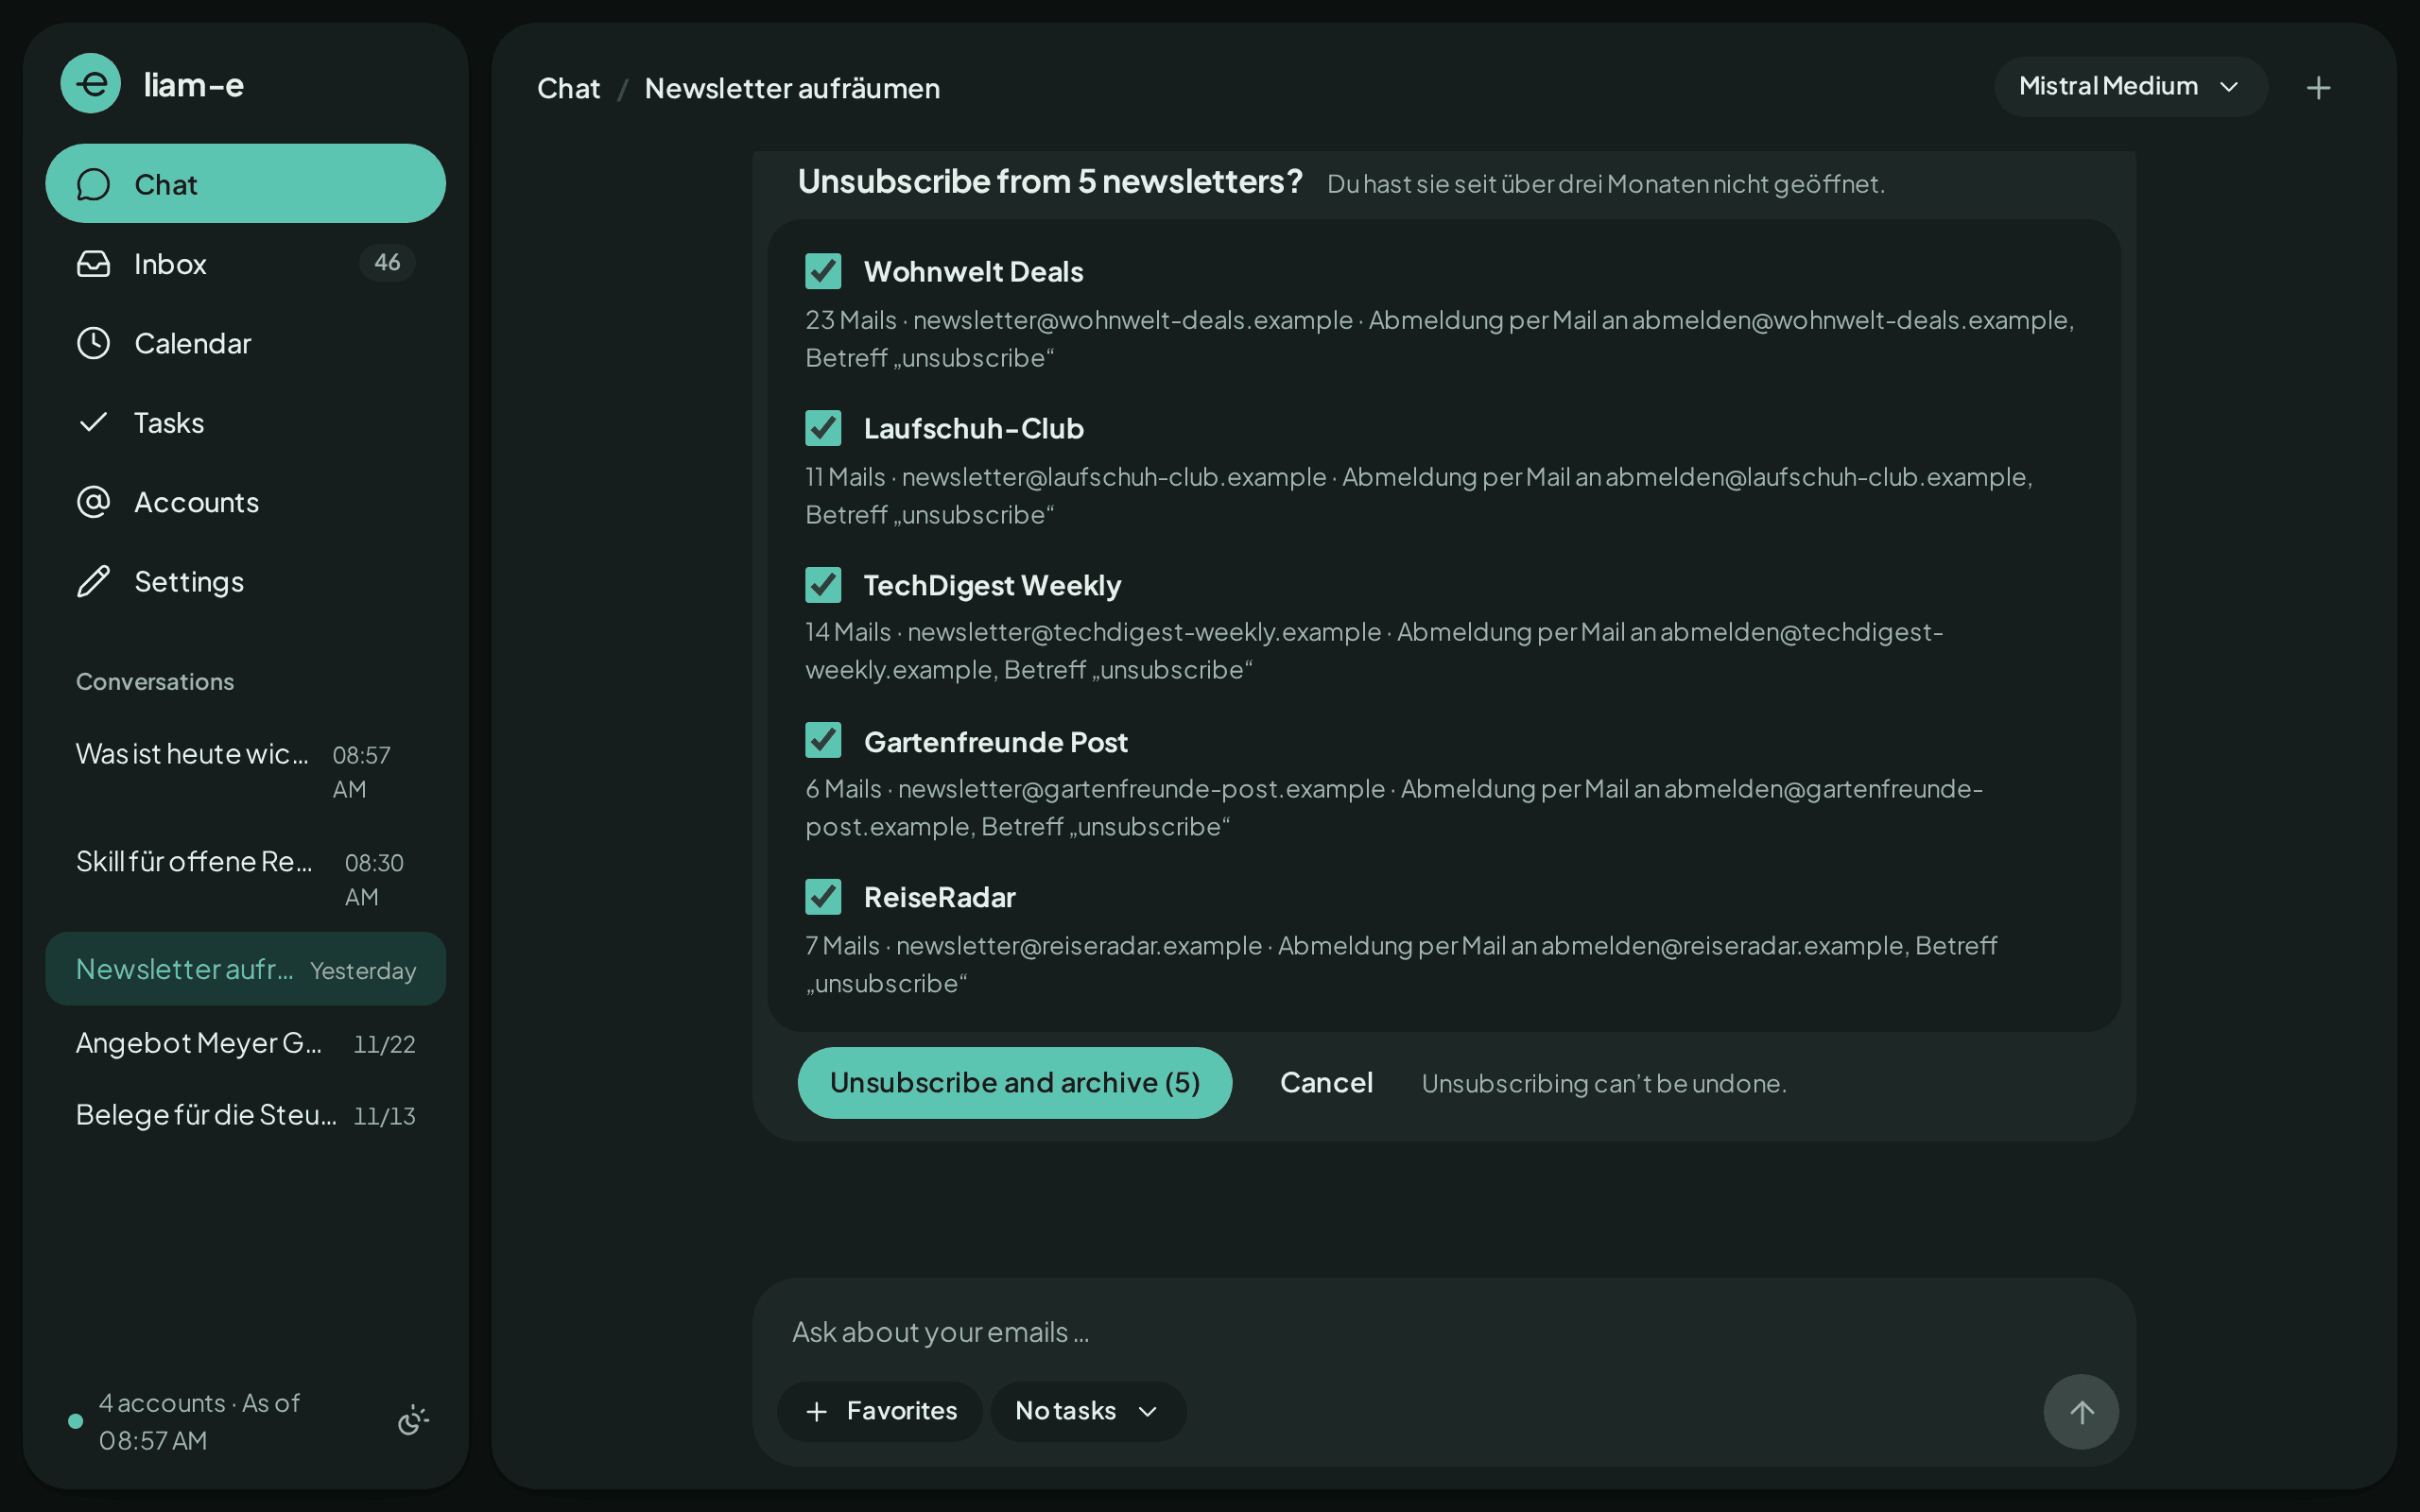 liam-e
Chat
Inbox 46
Calendar
Tasks
Accounts
Settings
Conversations
Was ist heute wic… 08:57
AM
Skill für offene Re… 08:30
AM
Newsletter aufr… Yesterday
Angebot Meyer G… 11/22
Belege für die Steu… 11/13
4 accounts · As of
08:57 AM
Chat / Newsletter aufräumen
Mistral Medium
Unsubscribe from 5 newsletters? Du hast sie seit über drei Monaten nicht geöffnet.
Wohnwelt Deals
23 Mails · newsletter@wohnwelt-deals.example · Abmeldung per Mail an abmelden@wohnwelt-deals.example,
Betreff „unsubscribe“
Laufschuh-Club
11 Mails · newsletter@laufschuh-club.example · Abmeldung per Mail an abmelden@laufschuh-club.example,
Betreff „unsubscribe“
TechDigest Weekly
14 Mails · newsletter@techdigest-weekly.example · Abmeldung per Mail an abmelden@techdigest-
weekly.example, Betreff „unsubscribe“
Gartenfreunde Post
6 Mails · newsletter@gartenfreunde-post.example · Abmeldung per Mail an abmelden@gartenfreunde-
post.example, Betreff „unsubscribe“
ReiseRadar
7 Mails · newsletter@reiseradar.example · Abmeldung per Mail an abmelden@reiseradar.example, Betreff
„unsubscribe“
Unsubscribe and archive (5) Cancel Unsubscribing can’t be undone.
Ask about your emails …
Favorites No tasks